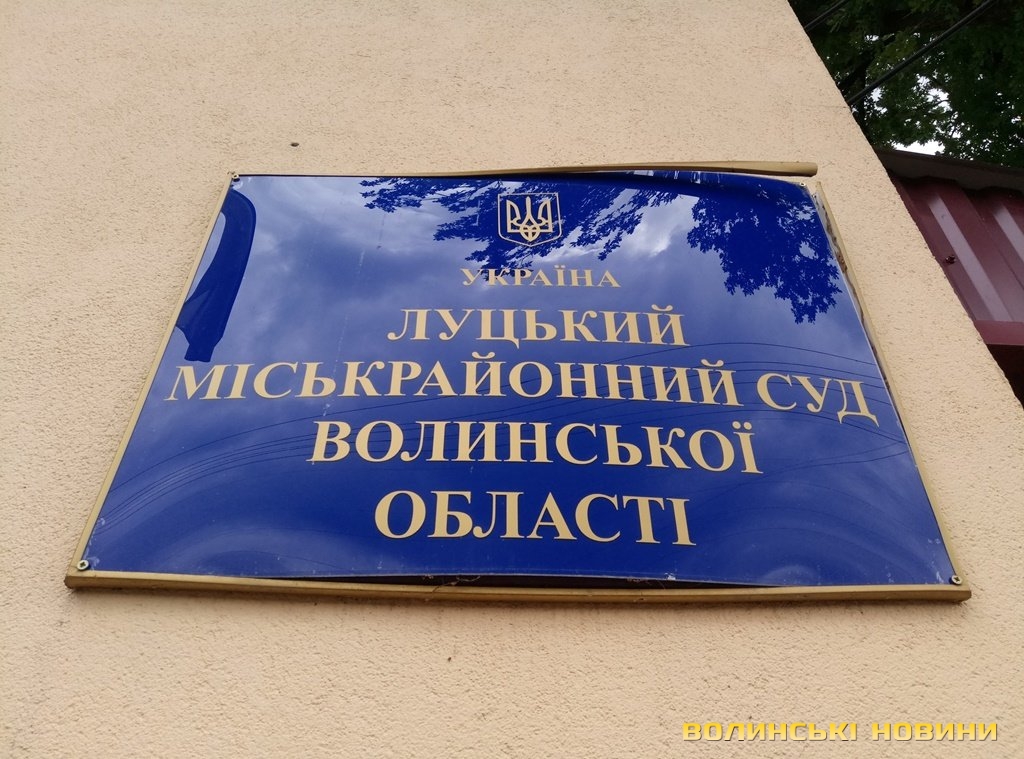 УКРАЇНА
ЛУЦЬКИЙ
МІСЬКРАЙОННИЙ СУД
ВОЛИНСЬКОЇ
ОБЛАСТІ
ВОЛИНСЬКІ НОВИНИ